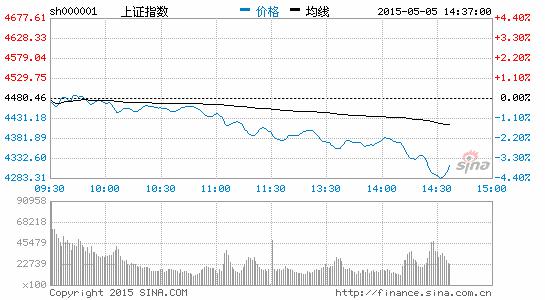 sh000001 上证指数 价格 均线 2015-05-05 14:37:00
4677.61 +4.40%
4628.33 +3.30%
4579.04 +2.20%
4529.75 +1.10%
4480.46 0.00%
4431.18 -1.10%
4381.89 -2.20%
4332.60 -3.30%
4283.31 -4.40%
sina
09:30 10:00 10:30 11:00 11:30 13:30 14:00 14:30 15:00
90958
68218
45479
22739
x100
Copyright 2015 SINA.COM http://finance.sina.com.cn